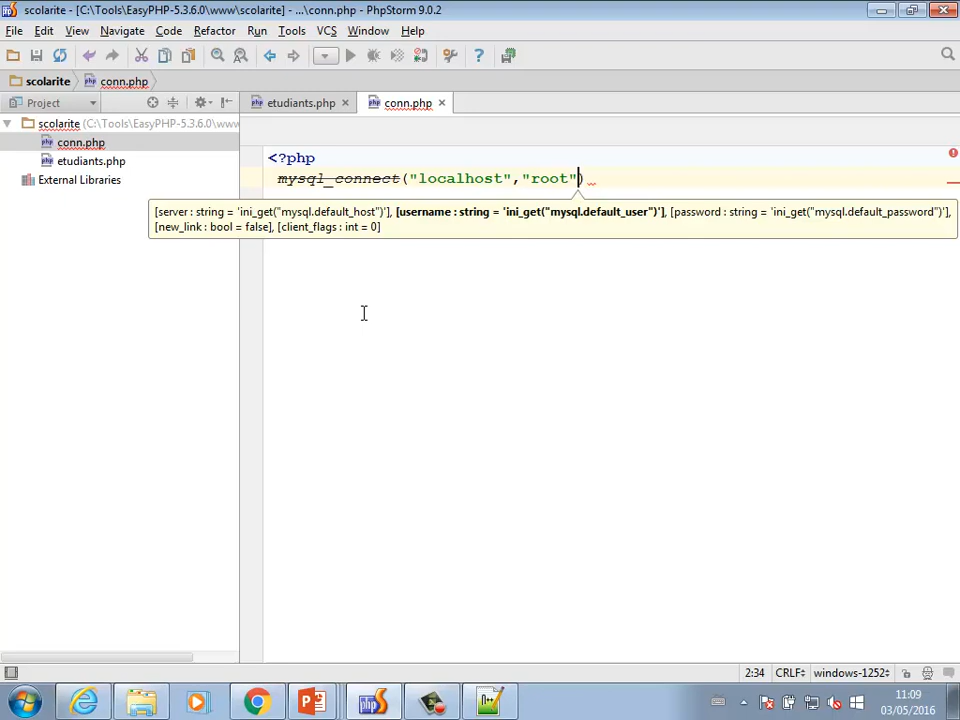 scolarite - [C:\Tools\EasyPHP-5.3.6.0\www\scolarite] - ...\conn.php - PhpStorm 9.0.2
File Edit View Navigate Code Refactor Run Tools VCS Window Help
scolarite conn.php
Project etudiants.php conn.php
scolarite (C:\Tools\EasyPHP-5.3.6.0\www
conn.php
etudiants.php
External Libraries
<?php
mysql_connect("localhost","root")
[server : string = 'ini_get("mysql.default_host")'], [username : string = 'ini_get("mysql.default_user")'], [password : string = 'ini_get("mysql.default_password")'],
[new_link : bool = false], [client_flags : int = 0]
2:34 CRLF windows-1252
11:09
03/05/2016